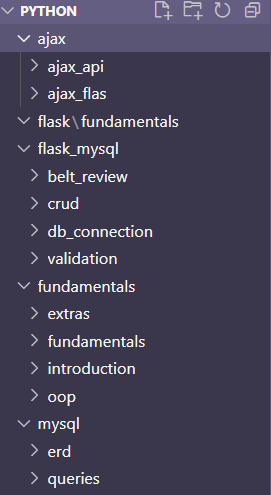 PYTHON
ajax
ajax_api
ajax_flas
flask\fundamentals
flask_mysql
belt_review
crud
db_connection
validation
fundamentals
extras
fundamentals
introduction
oop
mysql
erd
queries